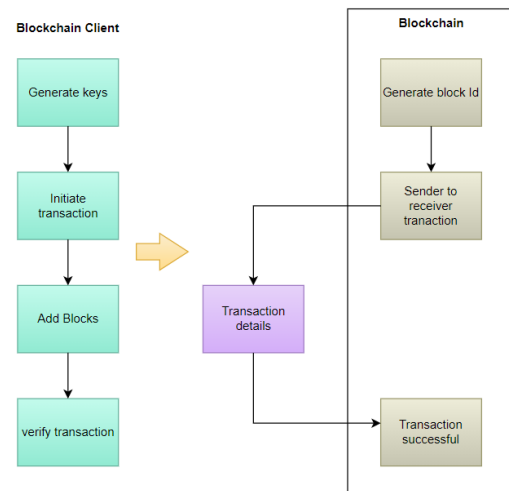 Blockchain Client
Generate keys
Initiate
transaction
Add Blocks
verify transaction
Transaction
details
Blockchain
Generate block Id
Sender to
receiver
tranaction
Transaction
successful